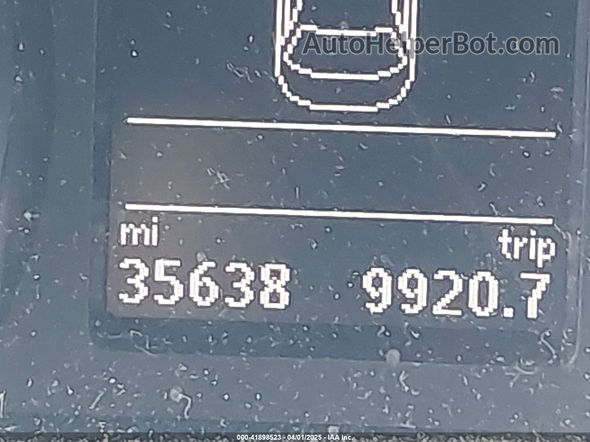 AutoHelperBot.com
mi trip
35638 9920.7
000-41898523 - 04/01/2025 - IAA Inc.